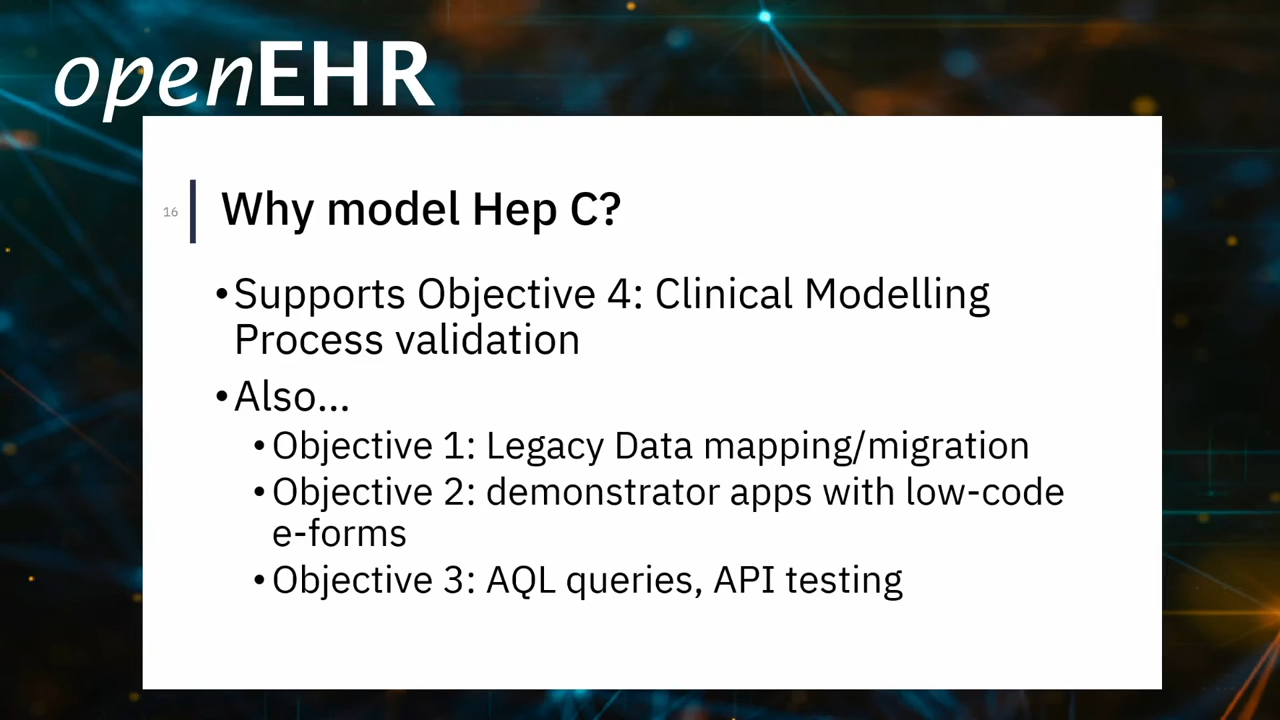 openEHR
16
Why model Hep C?
•Supports Objective 4: Clinical Modelling
Process validation
•Also...
•Objective 1: Legacy Data mapping/migration
•Objective 2: demonstrator apps with low-code
e-forms
•Objective 3: AQL queries, API testing